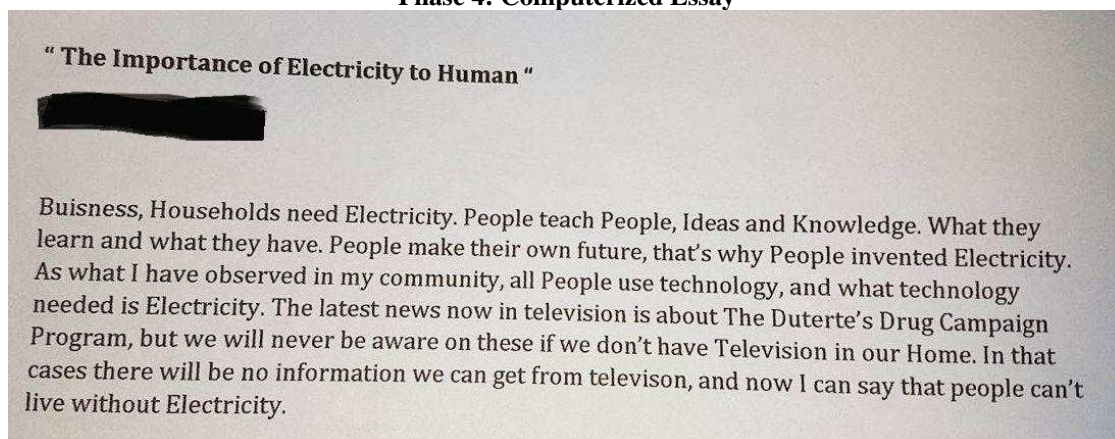 Phase 4: Computerized Essay
“ The Importance of Electricity to Human “
Buisness, Households need Electricity. People teach People, Ideas and Knowledge. What they
learn and what they have. People make their own future, that’s why People invented Electricity.
As what I have observed in my community, all People use technology, and what technology
needed is Electricity. The latest news now in television is about The Duterte’s Drug Campaign
Program, but we will never be aware on these if we don’t have Television in our Home. In that
cases there will be no information we can get from televison, and now I can say that people can’t
live without Electricity.